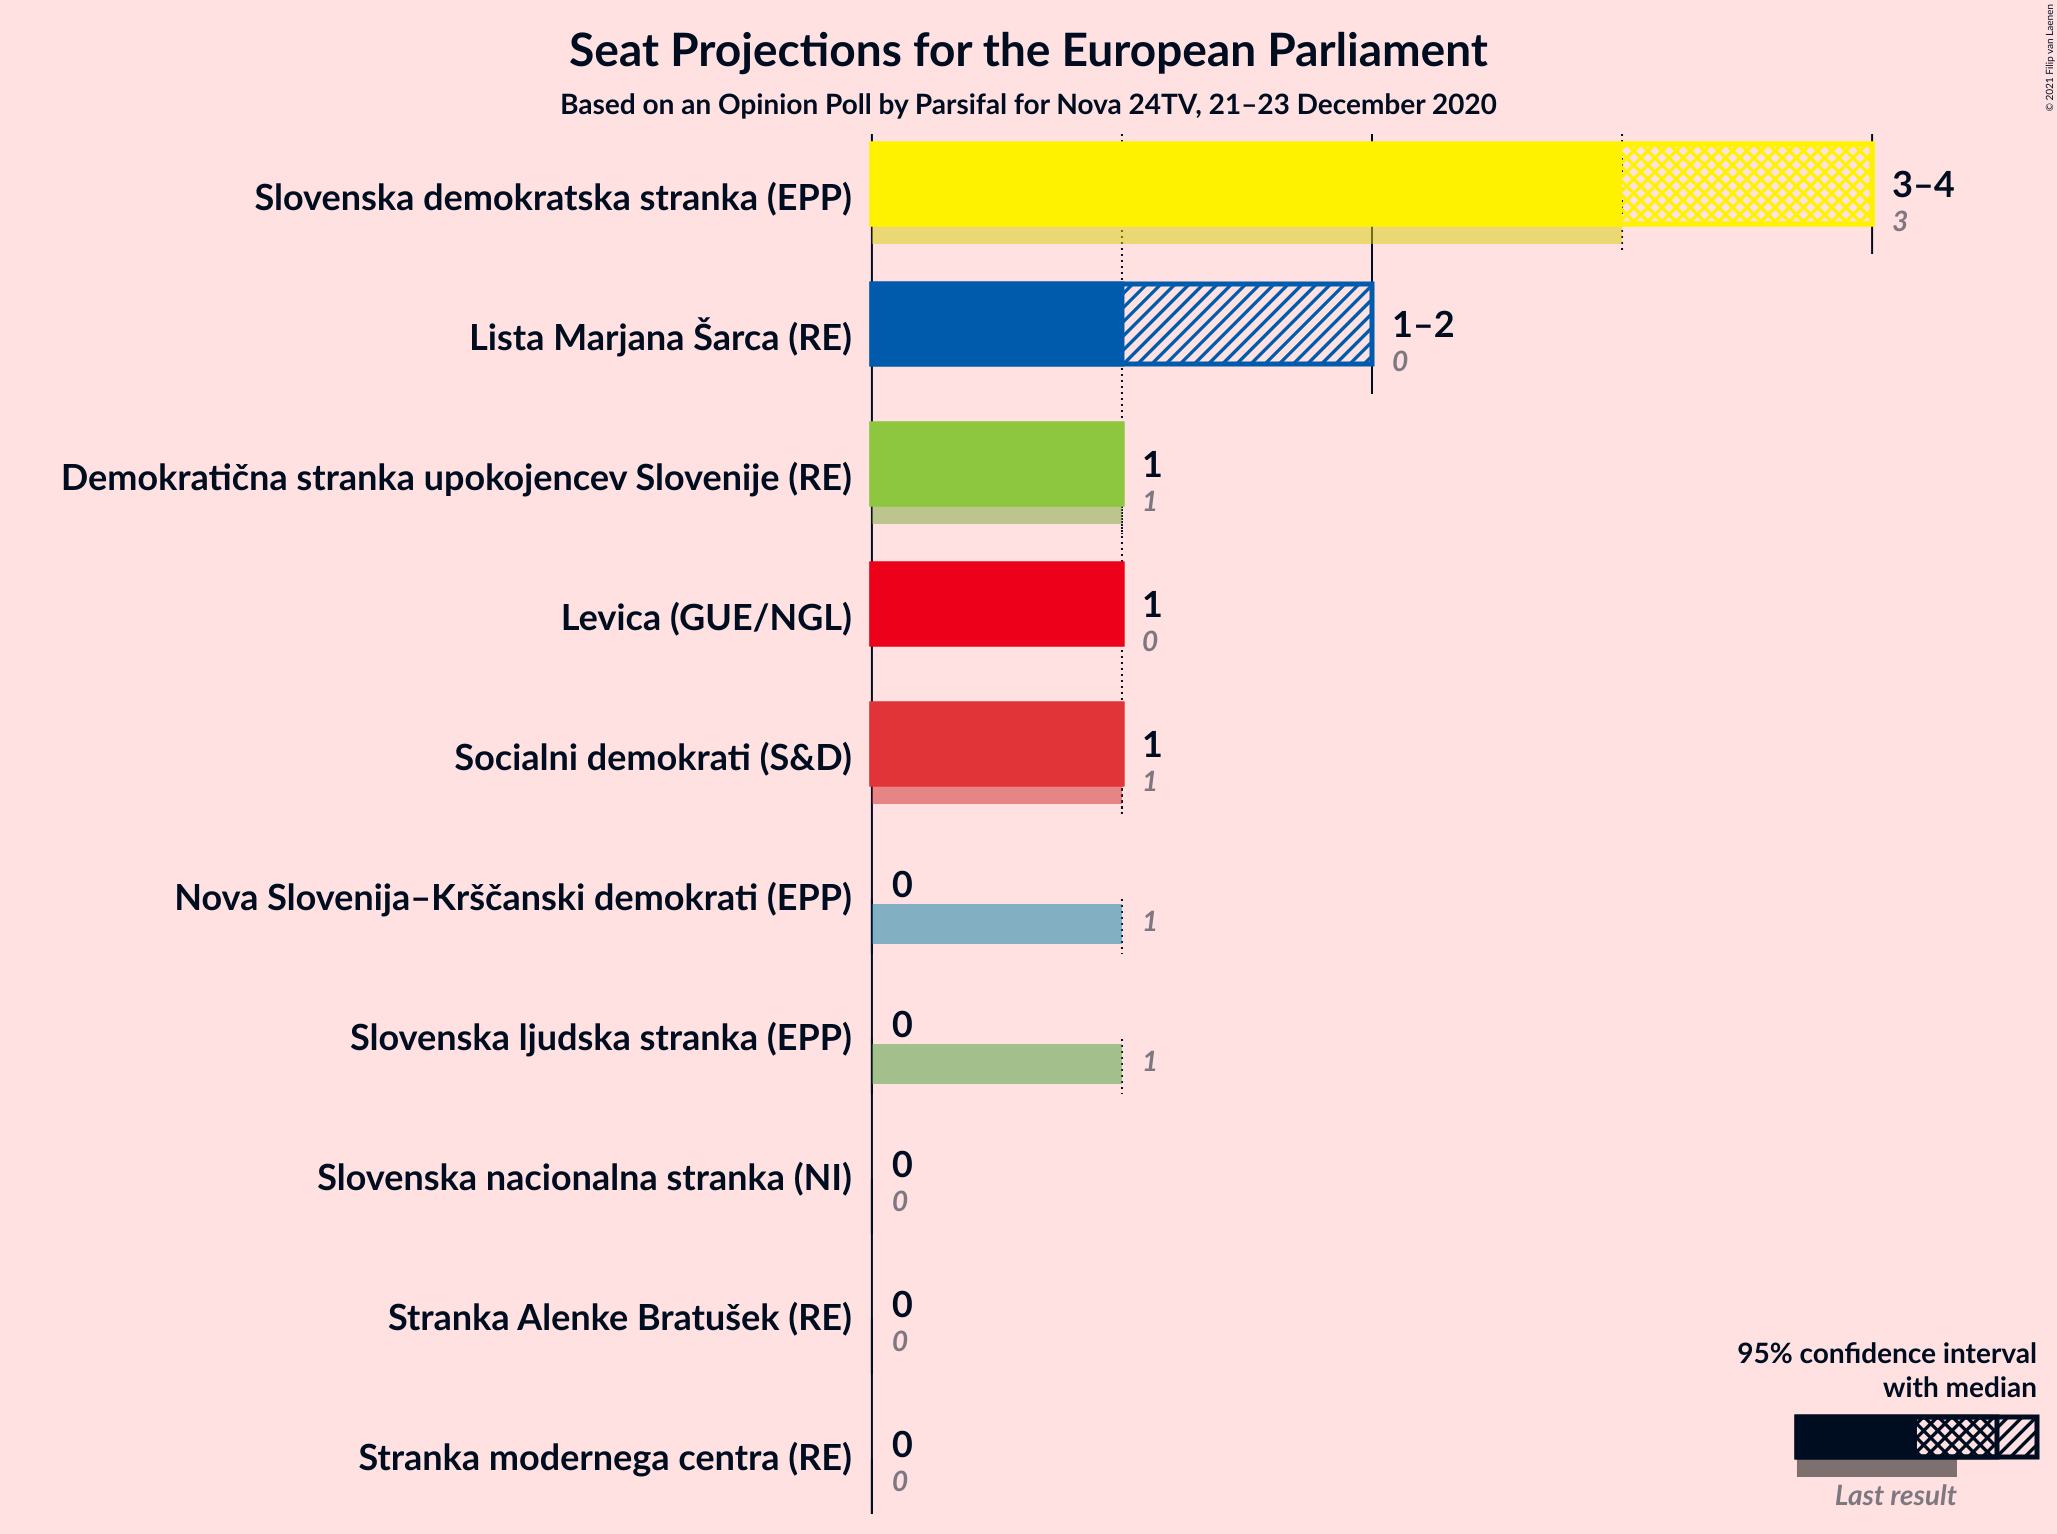 Seat Projections for the European Parliament
Based on an Opinion Poll by Parsifal for Nova 24TV, 21–23 December 2020
© 2021 Filip van Laenen
Slovenska demokratska stranka (EPP)
3–4
3
Lista Marjana Šarca (RE)
1–2
0
Demokratična stranka upokojencev Slovenije (RE)
1
1
Levica (GUE/NGL)
1
0
Socialni demokrati (S&D)
1
1
Nova Slovenija–Krščanski demokrati (EPP)
0
1
Slovenska ljudska stranka (EPP)
0
1
Slovenska nacionalna stranka (NI)
0
0
Stranka Alenke Bratušek (RE)
0
0
Stranka modernega centra (RE)
0
0
95% confidence interval
with median
Last result